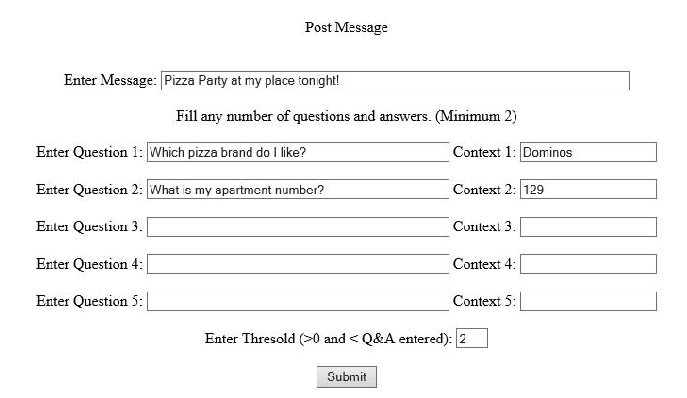 Post Message
Enter Message: Pizza Party at my place tonight!
Fill any number of questions and answers. (Minimum 2)
Enter Question 1: Which pizza brand do I like? Context 1: Dominos
Enter Question 2: What is my apartment number? Context 2: 129
Enter Question 3: Context 3:
Enter Question 4: Context 4:
Enter Question 5: Context 5:
Enter Thresold (>0 and < Q&A entered): 2
Submit